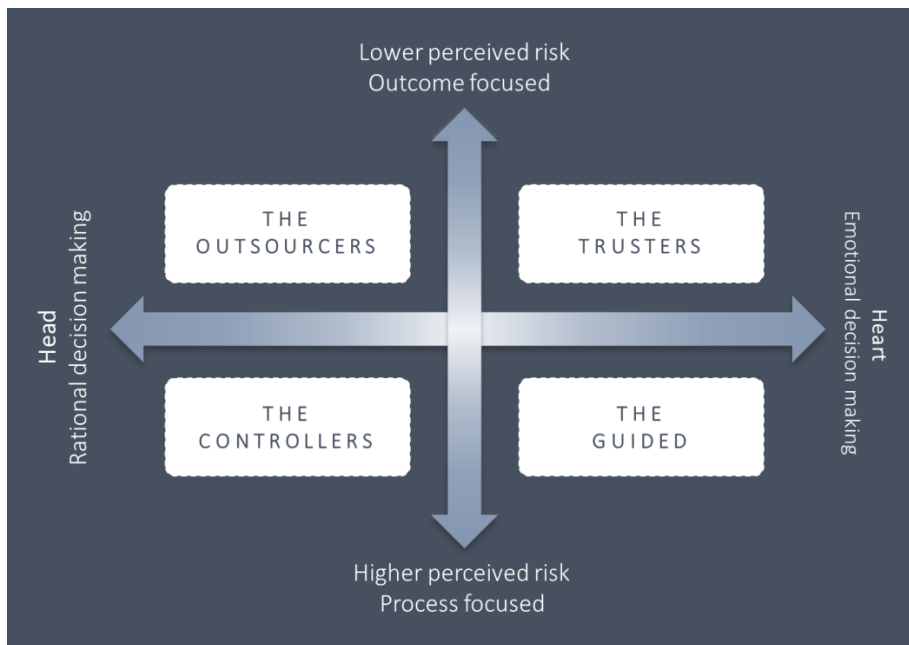 Lower perceived risk
Outcome focused
THE
OUTSOURCERS
THE
TRUSTERS
Head
Rational decision making
Heart
Emotional decision making
THE
CONTROLLERS
THE
GUIDED
Higher perceived risk
Process focused